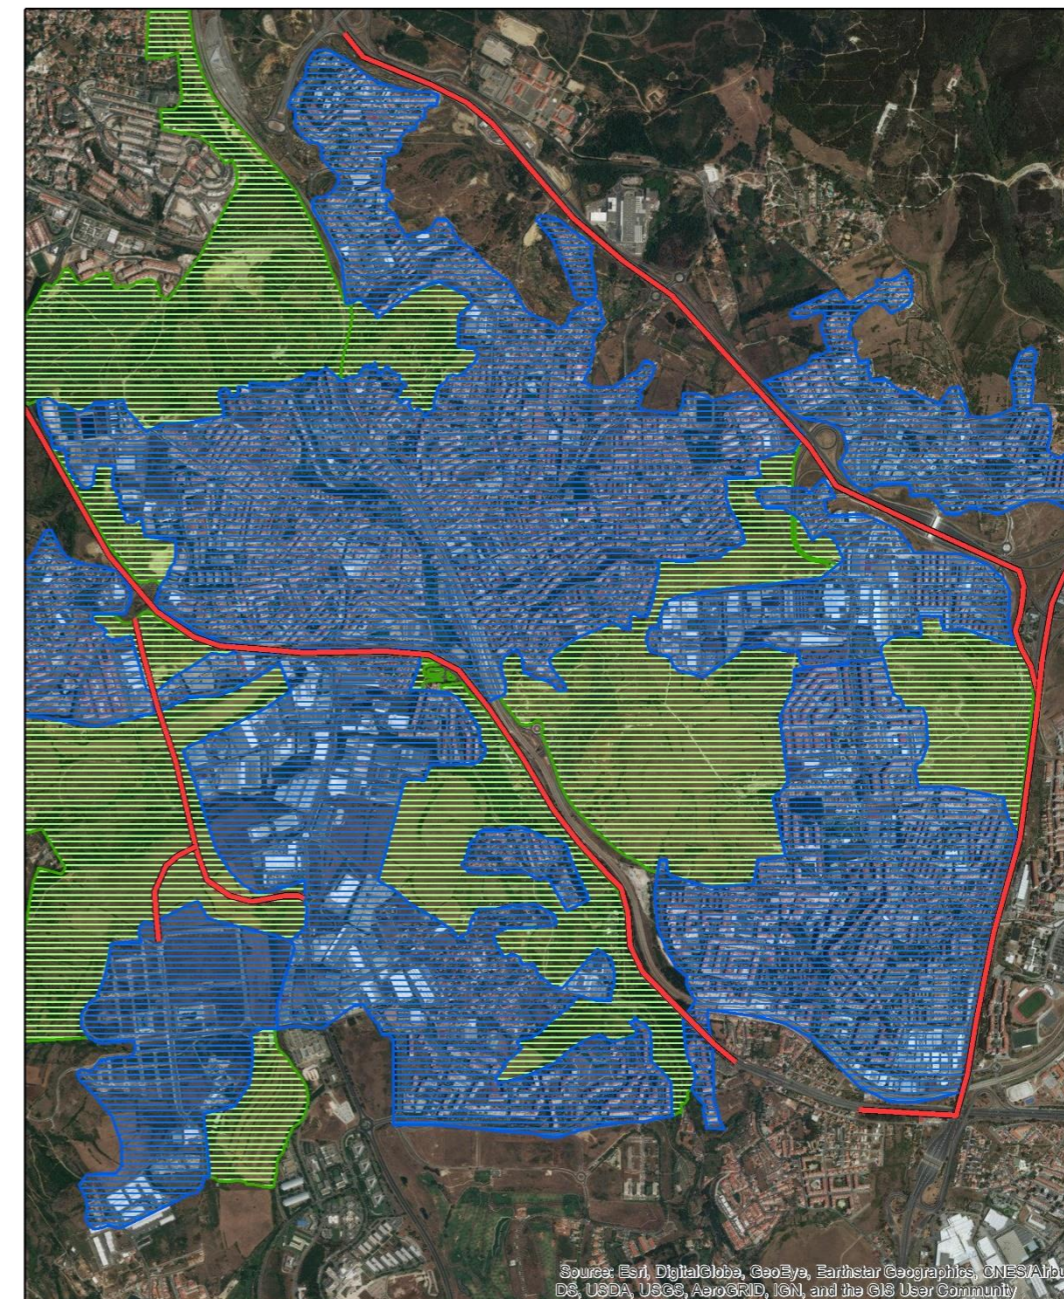 Source: Esri, DigitalGlobe, GeoEye, Earthstar Geographics, CNES/Airbu
DS, USDA, USGS, AeroGRID, IGN, and the GIS User Community